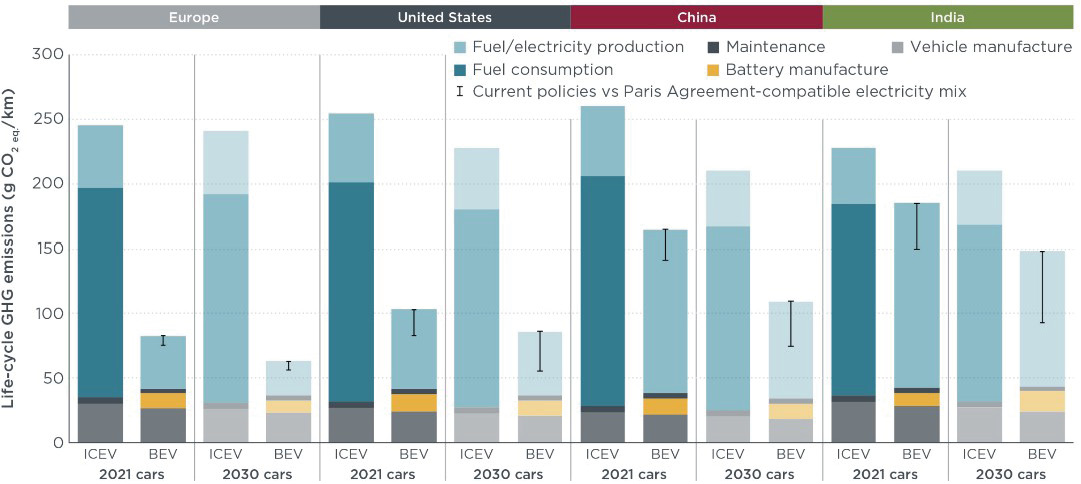 Europe United States China India
Fuel/electricity production Maintenance Vehicle manufacture
Fuel consumption Battery manufacture
Current policies vs Paris Agreement-compatible electricity mix
Life-cycle GHG emissions (g CO2 eq./km)
300
250
200
150
100
50
0
ICEV BEV ICEV BEV ICEV BEV ICEV BEV ICEV BEV ICEV BEV ICEV BEV ICEV BEV
2021 cars 2030 cars 2021 cars 2030 cars 2021 cars 2030 cars 2021 cars 2030 cars